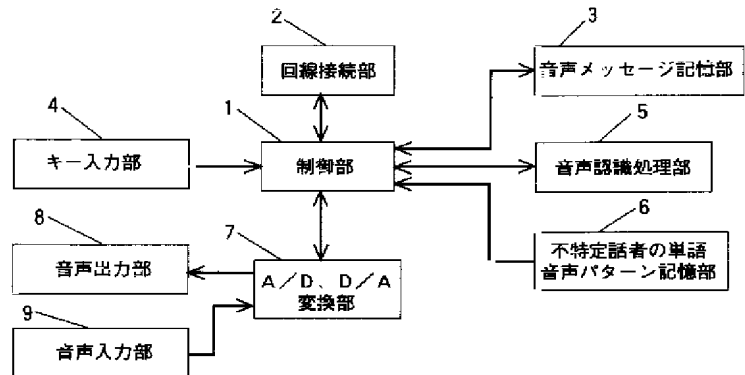 2
回線接続部
3
音声メッセージ記憶部
4
キー入力部
1
制御部
5
音声認識処理部
8
音声出力部
7
A/D、D/A
変換部
6
不特定話者の単語
音声パターン記憶部
9
音声入力部